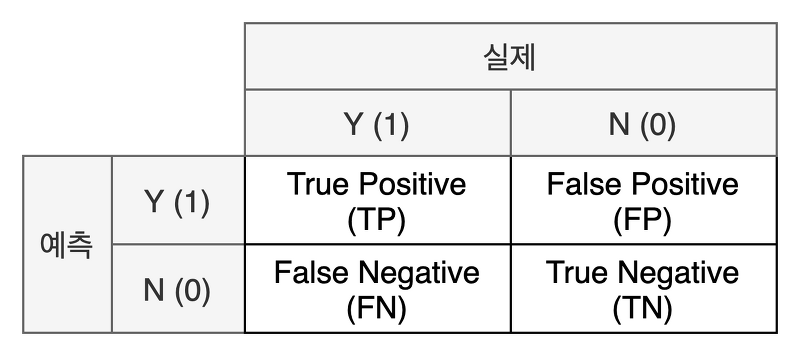 실제
Y (1)
N (0)
예측
Y (1)
True Positive
(TP)
False Positive
(FP)
N (0)
False Negative
(FN)
True Negative
(TN)